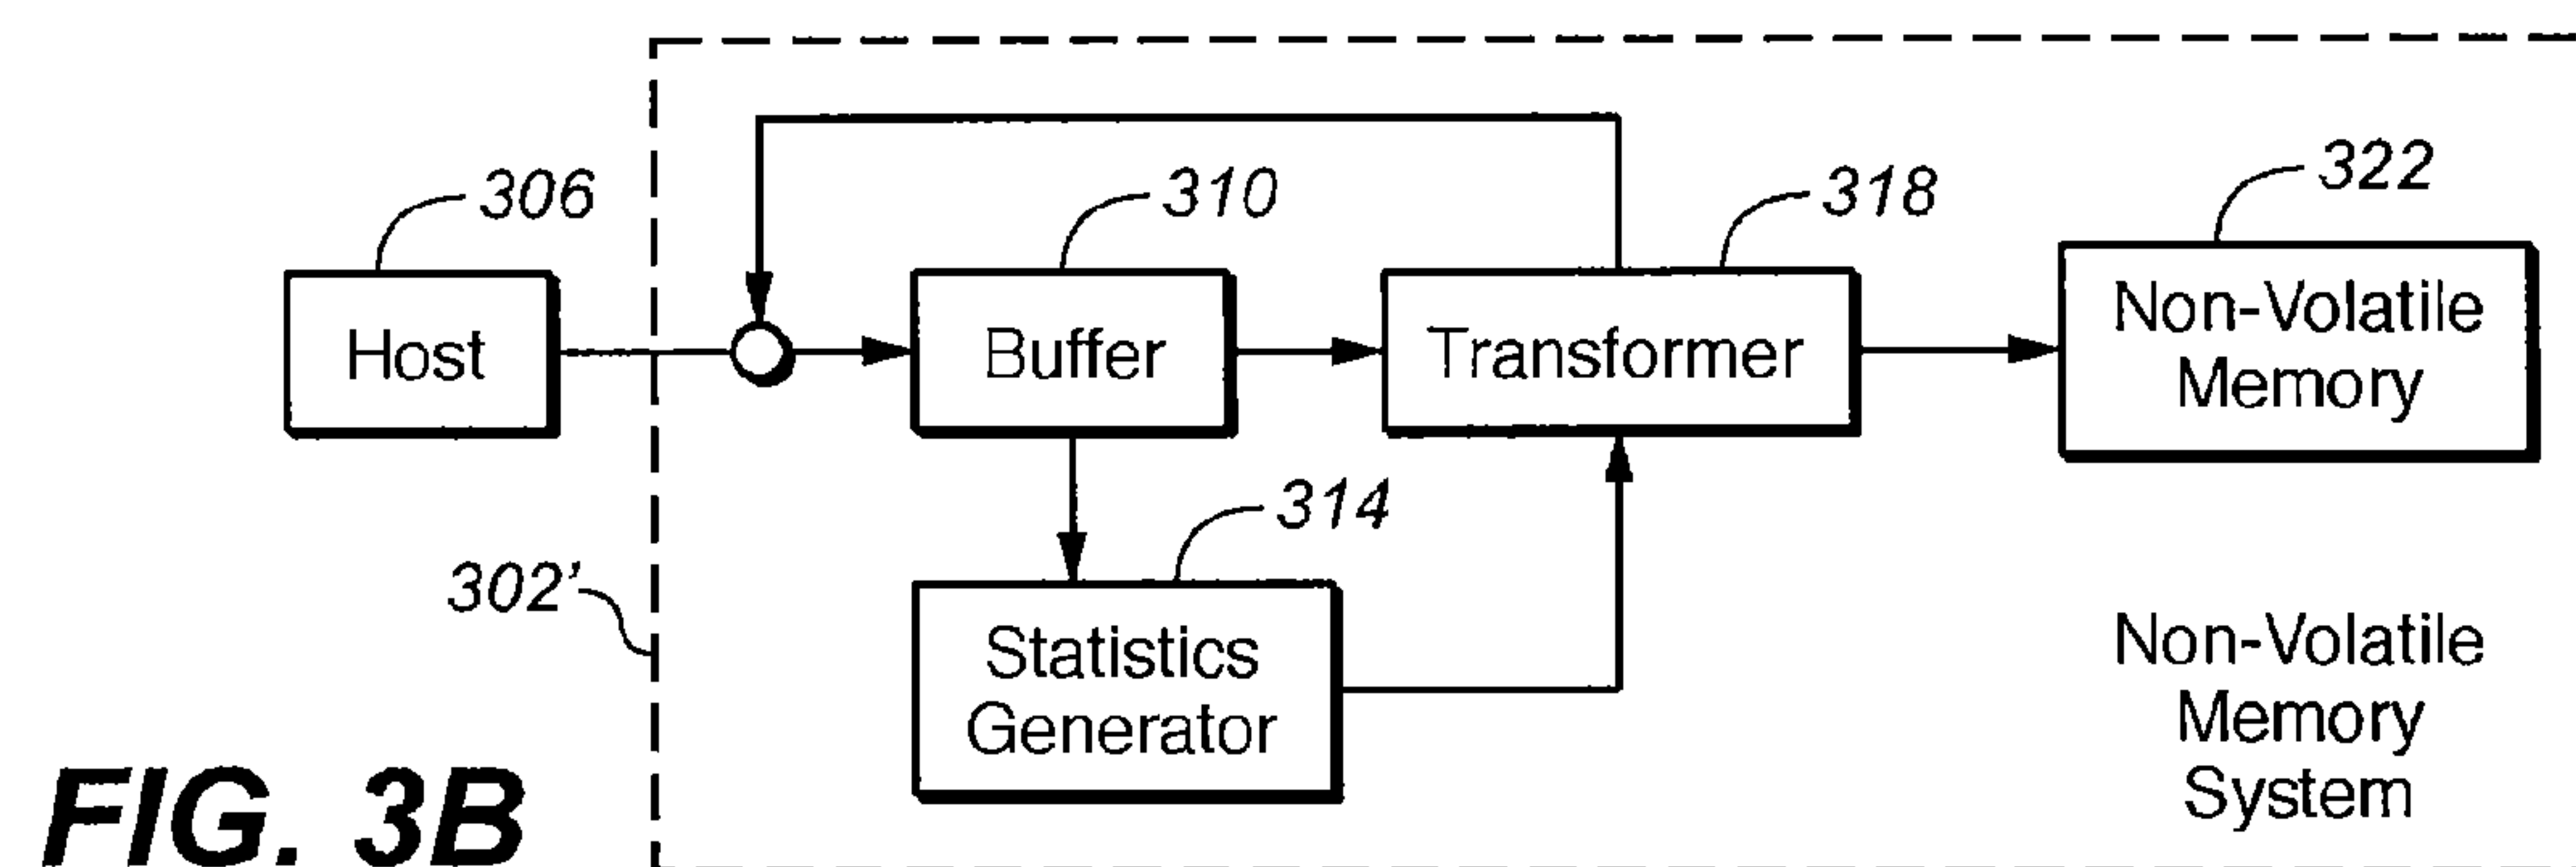 306
310
318
322
Host
Buffer
Transformer
Non-Volatile
Memory
314
302’
Statistics
Generator
Non-Volatile
Memory
System
FIG. 3B